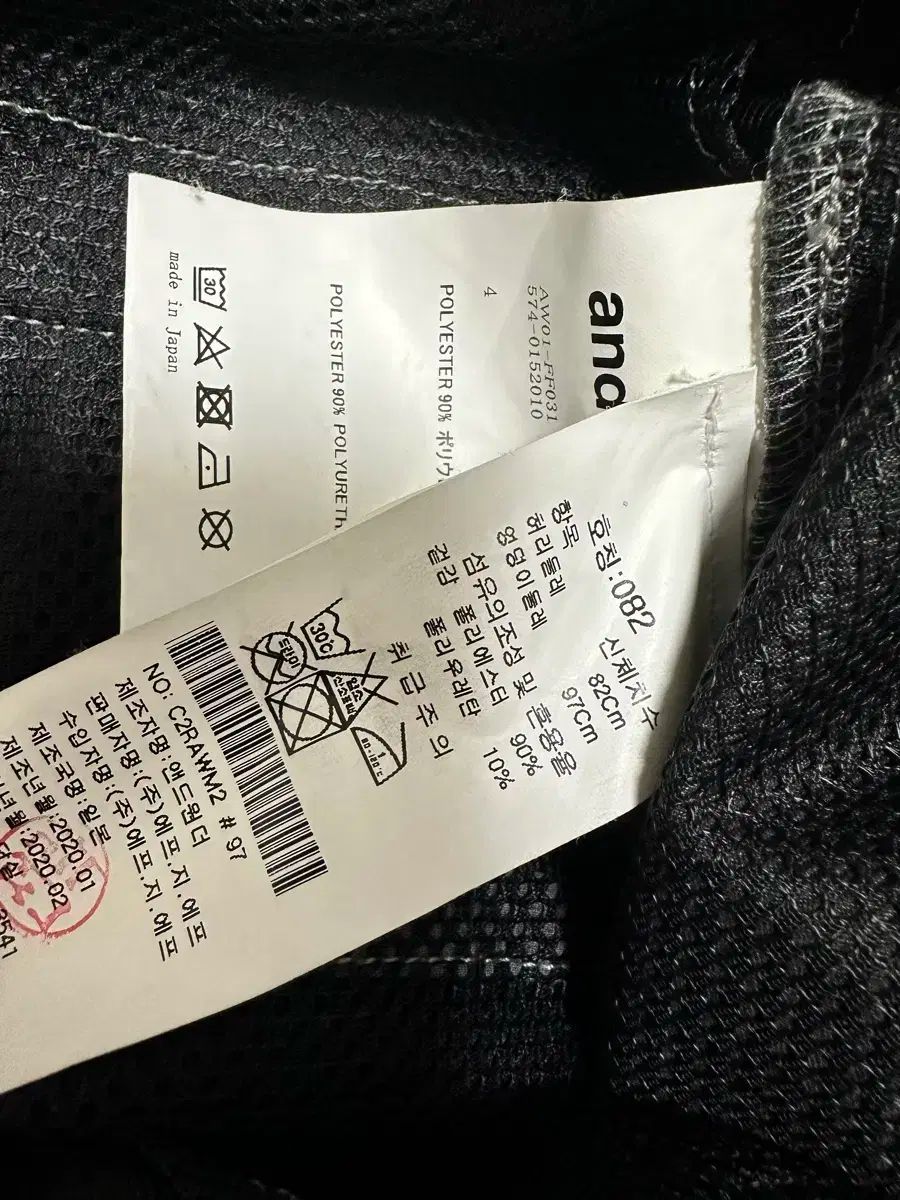 and
AW01-FF031
574-0152010
4
POLYESTER 90%
POLYESTER 90%
30
made in Japan
호칭:082
신체치수
항목
허리둘레 82Cm
엉덩이둘레 97Cm
섬유의조성 및 혼용율
겉감 폴리에스터 90%
폴리우레탄 10%
취급주의
30℃
드라이
NO: C2RAWM2 #97
제조자명:앤드원더
판매자명:(주)에프.지.에프
수입자명:(주)에프.지.에프
제조국명:일본
제조년월:2020.01
:2020.02
3541